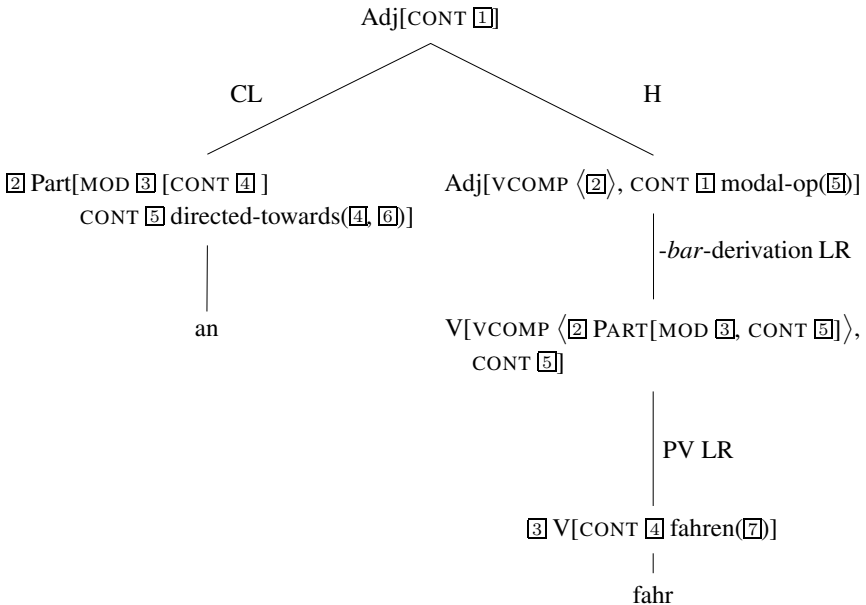 Adj[CONT 1]
CL H
2 Part[MOD 3 [CONT 4 ] Adj[VCOMP ⟨2⟩, CONT 1 modal-op(5)]
CONT 5 directed-towards(4, 6)]
-bar-derivation LR
an V[VCOMP ⟨2 PART[MOD 3, CONT 5]⟩,
CONT 5]
PV LR
3 V[CONT 4 fahren(7)]
fahr